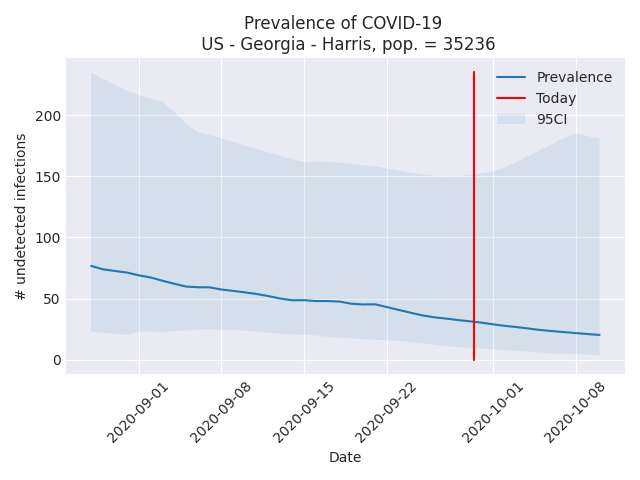 Prevalence of COVID-19
US - Georgia - Harris, pop. = 35236
Prevalence
Today
95CI
# undetected infections
200
150
100
50
0
2020-09-01
2020-09-08
2020-09-15
2020-09-22
2020-10-01
2020-10-08
Date